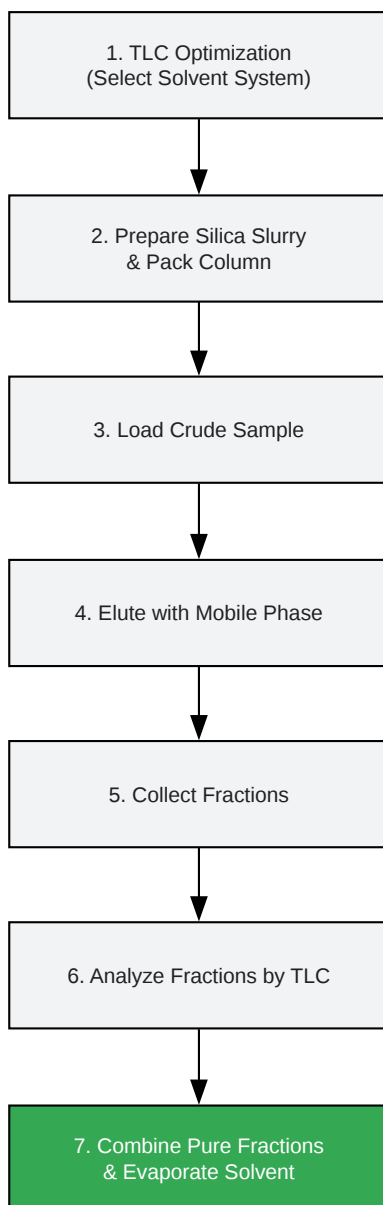 1. TLC Optimization
(Select Solvent System)
2. Prepare Silica Slurry
& Pack Column
3. Load Crude Sample
4. Elute with Mobile Phase
5. Collect Fractions
6. Analyze Fractions by TLC
7. Combine Pure Fractions
& Evaporate Solvent